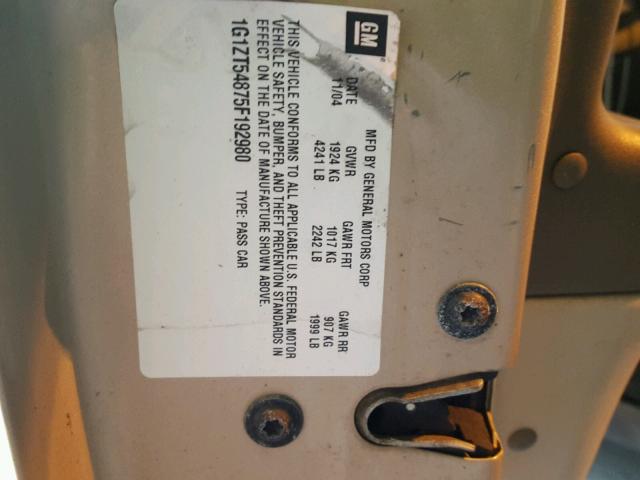 GM
MFD BY GENERAL MOTORS CORP
DATE GVWR GAWR FRT GAWR RR
11/04 1924 KG 1017 KG 907 KG
4241 LB 2242 LB 1999 LB
THIS VEHICLE CONFORMS TO ALL APPLICABLE U.S. FEDERAL MOTOR
VEHICLE SAFETY, BUMPER, AND THEFT PREVENTION STANDARDS IN
EFFECT ON THE DATE OF MANUFACTURE SHOWN ABOVE.
1G1ZT54875F192980 TYPE: PASS CAR